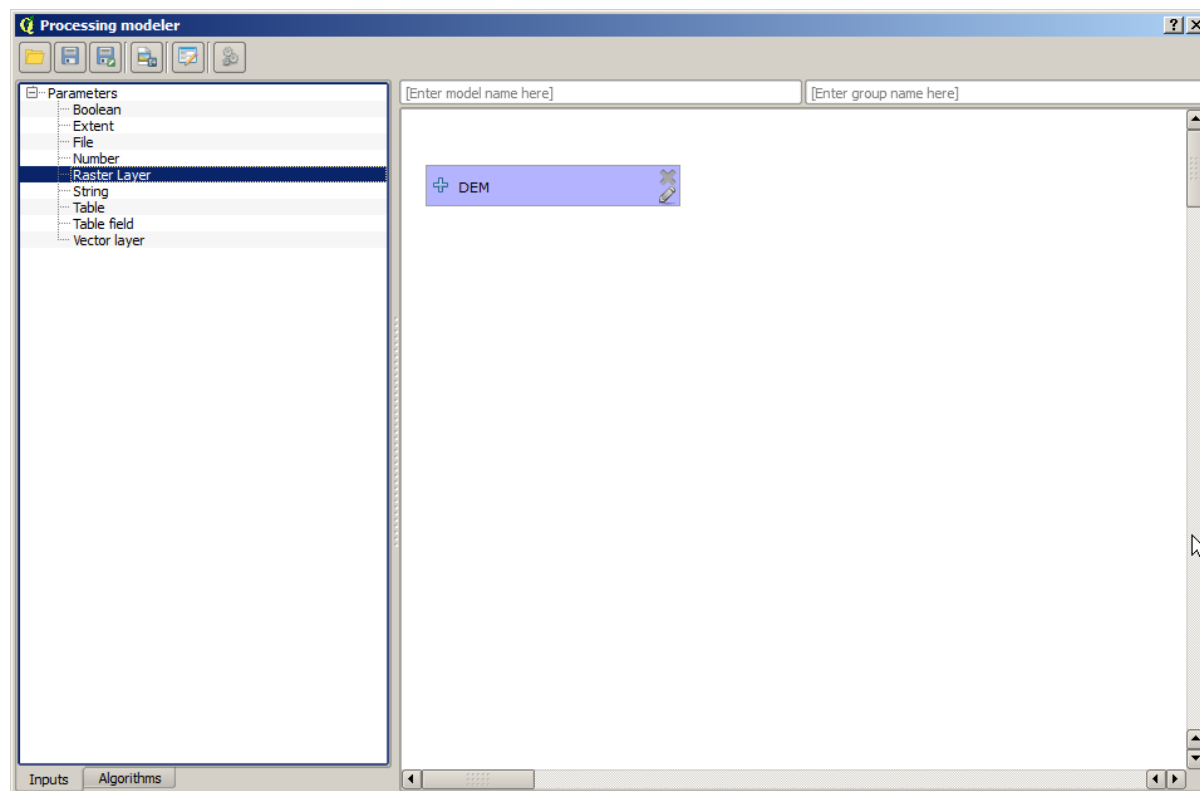 Processing modeler
Parameters
Boolean
Extent
File
Number
Raster Layer
String
Table
Table field
Vector layer
[Enter model name here]
[Enter group name here]
DEM
Inputs
Algorithms